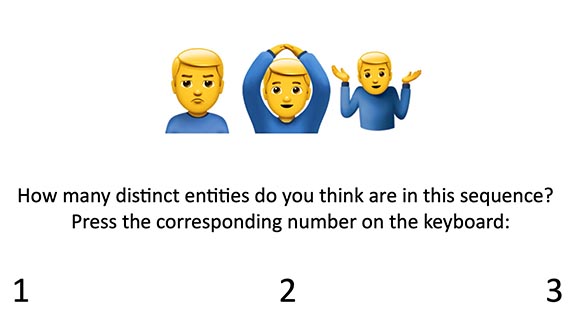 How many distinct entities do you think are in this sequence?
Press the corresponding number on the keyboard:
1 2 3